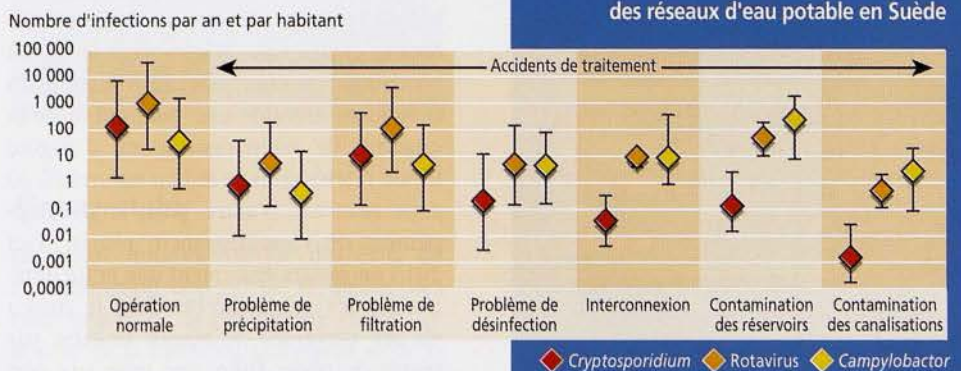 des réseaux d'eau potable en Suède
Nombre d'infections par an et par habitant
100 000
10 000
1 000
100
10
1
0,1
0,01
0,001
0,0001
Accidents de traitement
Opération
normale
Problème de
précipitation
Problème de
filtration
Problème de
désinfection
Interconnexion
Contamination
des réservoirs
Contamination
des canalisations
Cryptosporidium
Rotavirus
Campylobactor